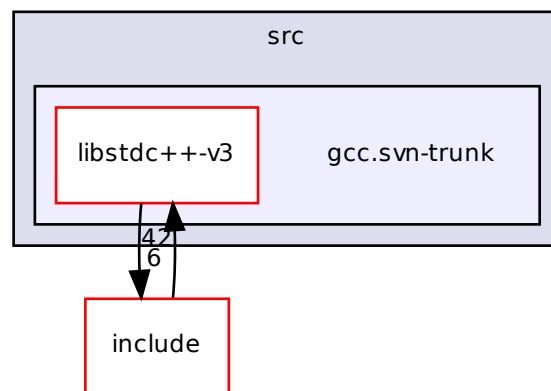 src
libstdc++-v3
gcc.svn-trunk
42
6
include